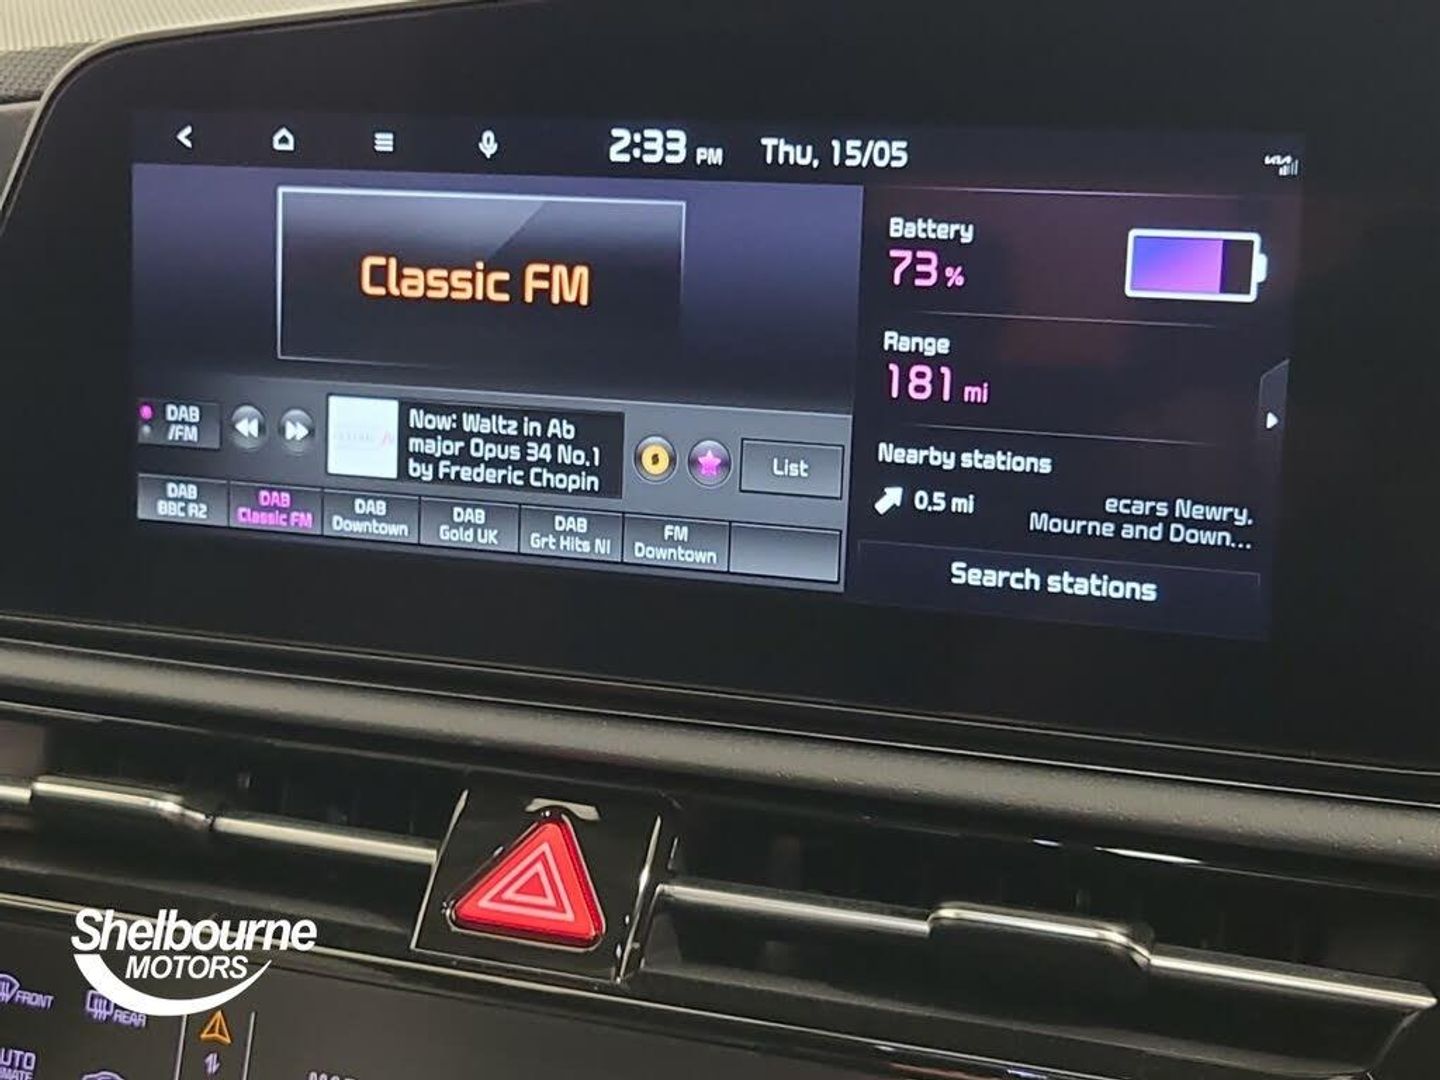 2:33 PM Thu, 15/05
Classic FM
Battery
73%
Range
181 mi
Nearby stations
0.5 mi
ecars Newry,
Mourne and Down...
Search stations
DAB
/FM
Now: Waltz in Ab
major Opus 34 No.1
by Frederic Chopin
List
DAB
BBC R2
DAB
Classic FM
DAB
Downtown
DAB
Gold UK
DAB
Grt Hits NI
FM
Downtown
Shelbourne
MOTORS
FRONT
REAR